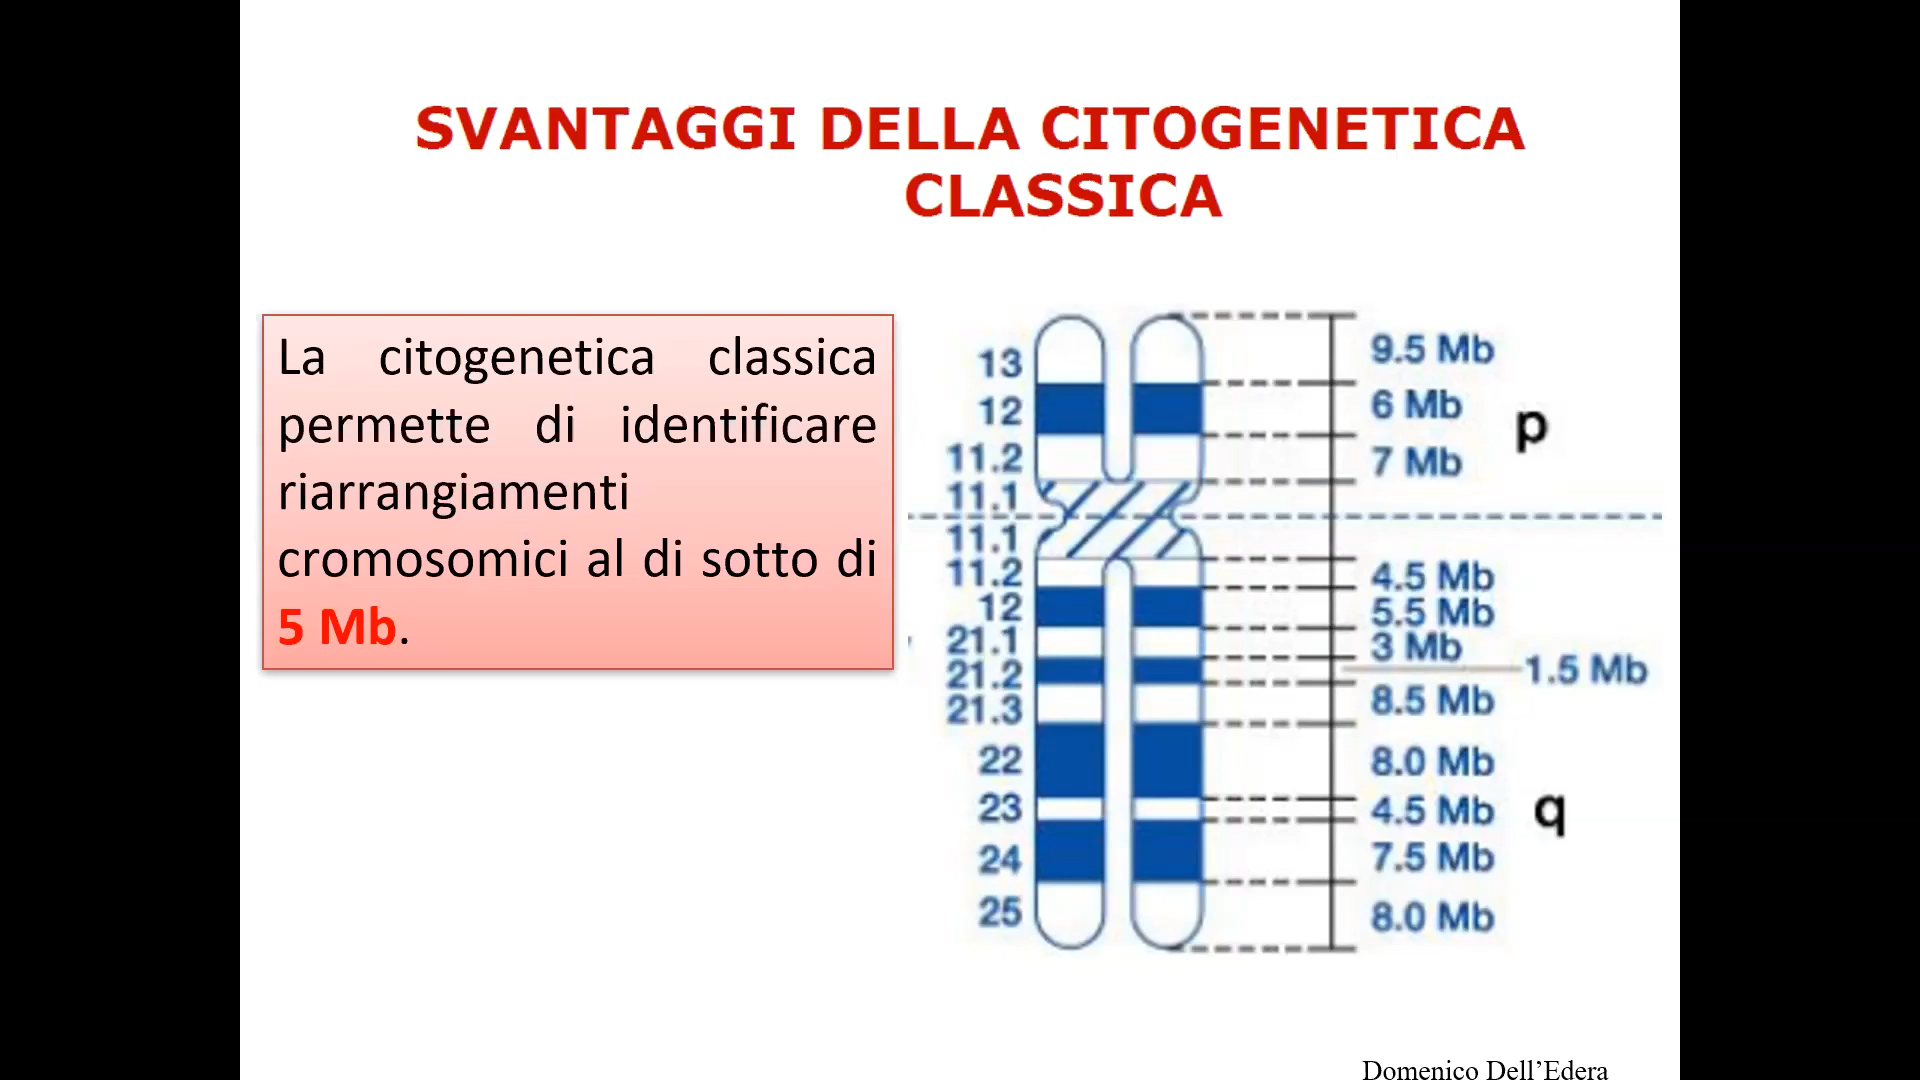 SVANTAGGI DELLA CITOGENETICA
CLASSICA
La citogenetica classica
permette di identificare
riarrangiamenti
cromosomici al di sotto di
5 Mb.
13
12
11.2
11.1
11.1
11.2
12
21.1
21.2
21.3
22
23
24
25
9.5 Mb
6 Mb
7 Mb
p
4.5 Mb
5.5 Mb
3 Mb
1.5 Mb
8.5 Mb
8.0 Mb
4.5 Mb
7.5 Mb
8.0 Mb
q
Domenico Dell’Edera